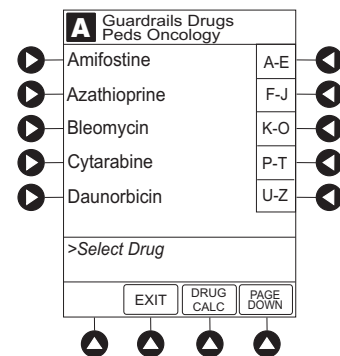 A Guardrails Drugs
Peds Oncology
Amifostine A-E
Azathioprine F-J
Bleomycin K-O
Cytarabine P-T
Daunorbicin U-Z
>Select Drug
EXIT DRUG CALC PAGE DOWN